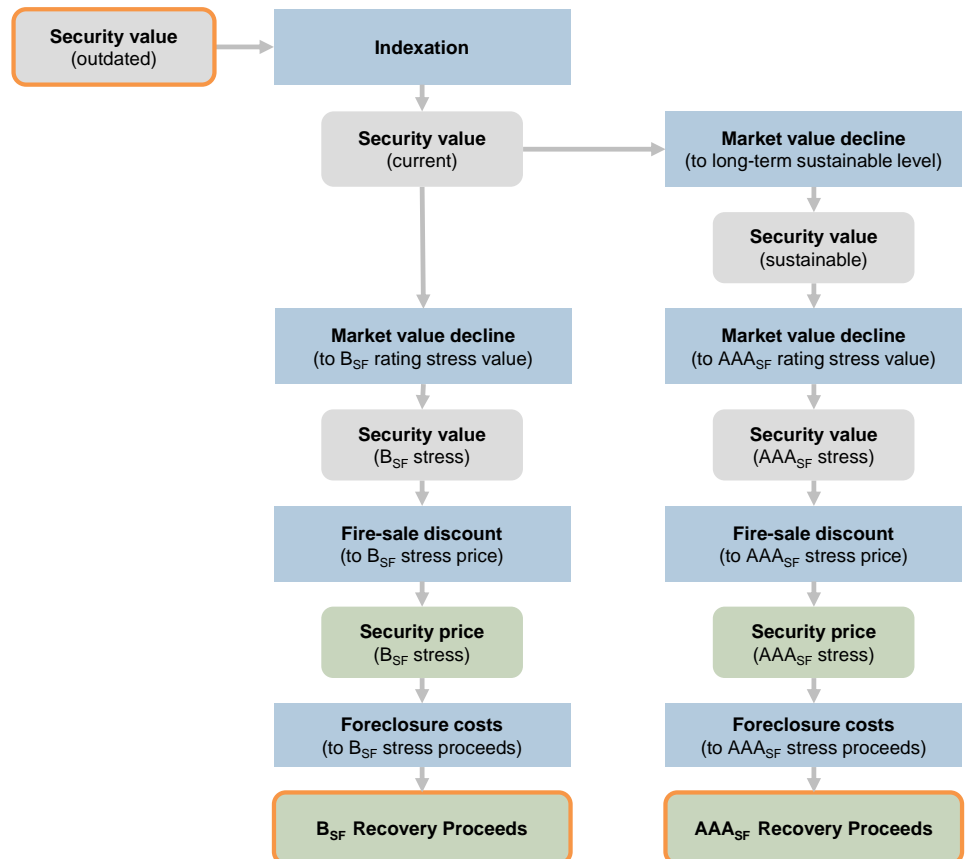 Security value
(outdated)
Indexation
Security value
(current)
Market value decline
(to long-term sustainable level)
Security value
(sustainable)
Market value decline
(to BSF rating stress value)
Market value decline
(to AAASF rating stress value)
Security value
(BSF stress)
Security value
(AAASF stress)
Fire-sale discount
(to BSF stress price)
Fire-sale discount
(to AAASF stress price)
Security price
(BSF stress)
Security price
(AAASF stress)
Foreclosure costs
(to BSF stress proceeds)
Foreclosure costs
(to AAASF stress proceeds)
BSF Recovery Proceeds
AAASF Recovery Proceeds